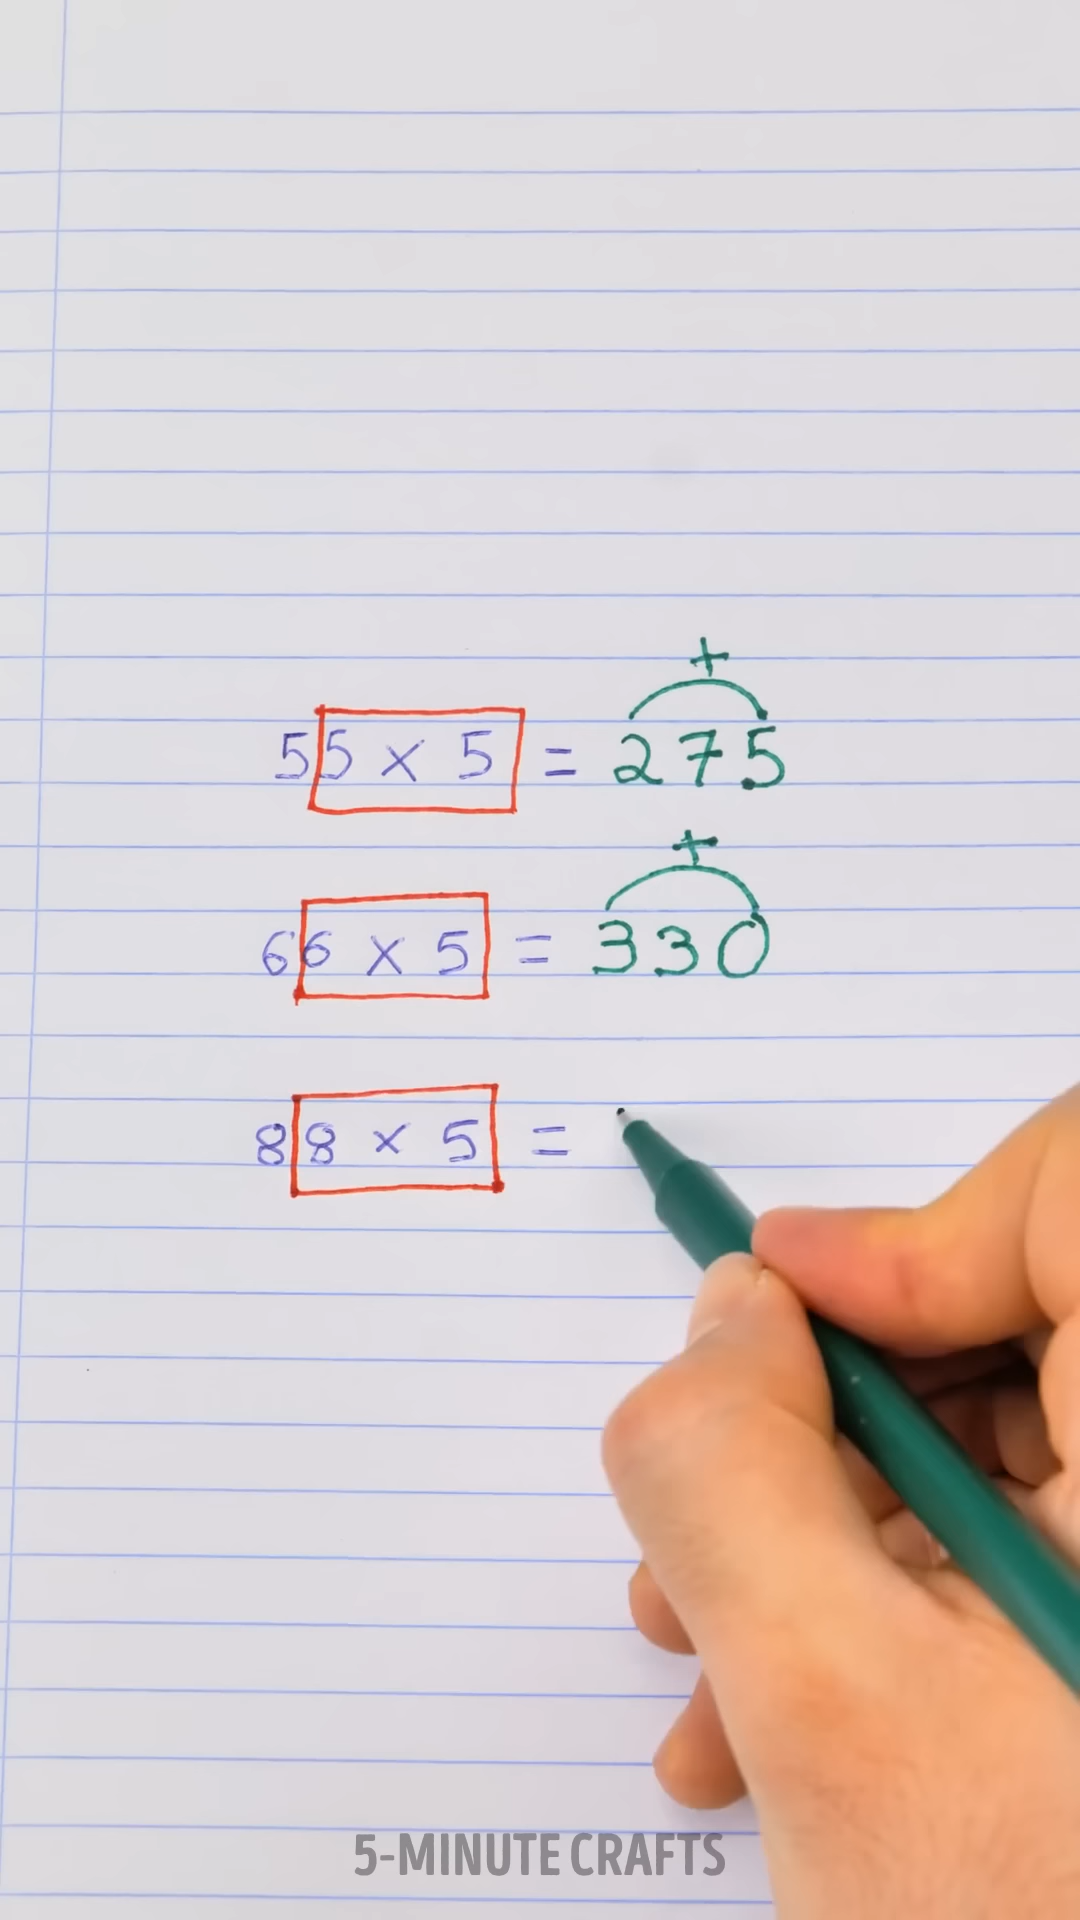 +
55 × 5 = 275
+
66 × 5 = 330
88 × 5 =
5-MINUTE CRAFTS